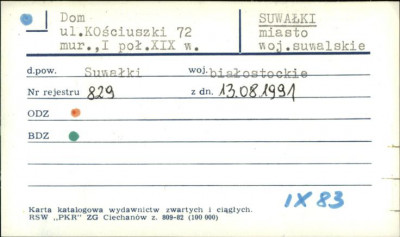 Dom
ul.KOściuszki 72
mur.,I poł.XIX w.
SUWAŁKI
miasto
woj.suwalskie
d.pow. Suwałki woj. białostockie
Nr rejestru 829 z dn. 13.08.1991
ODZ
BDZ
IX 83
Karta katalogowa wydawnictw zwartych i ciągłych.
RSW „PKR” ZG Ciechanów z. 809-82 (100 000)